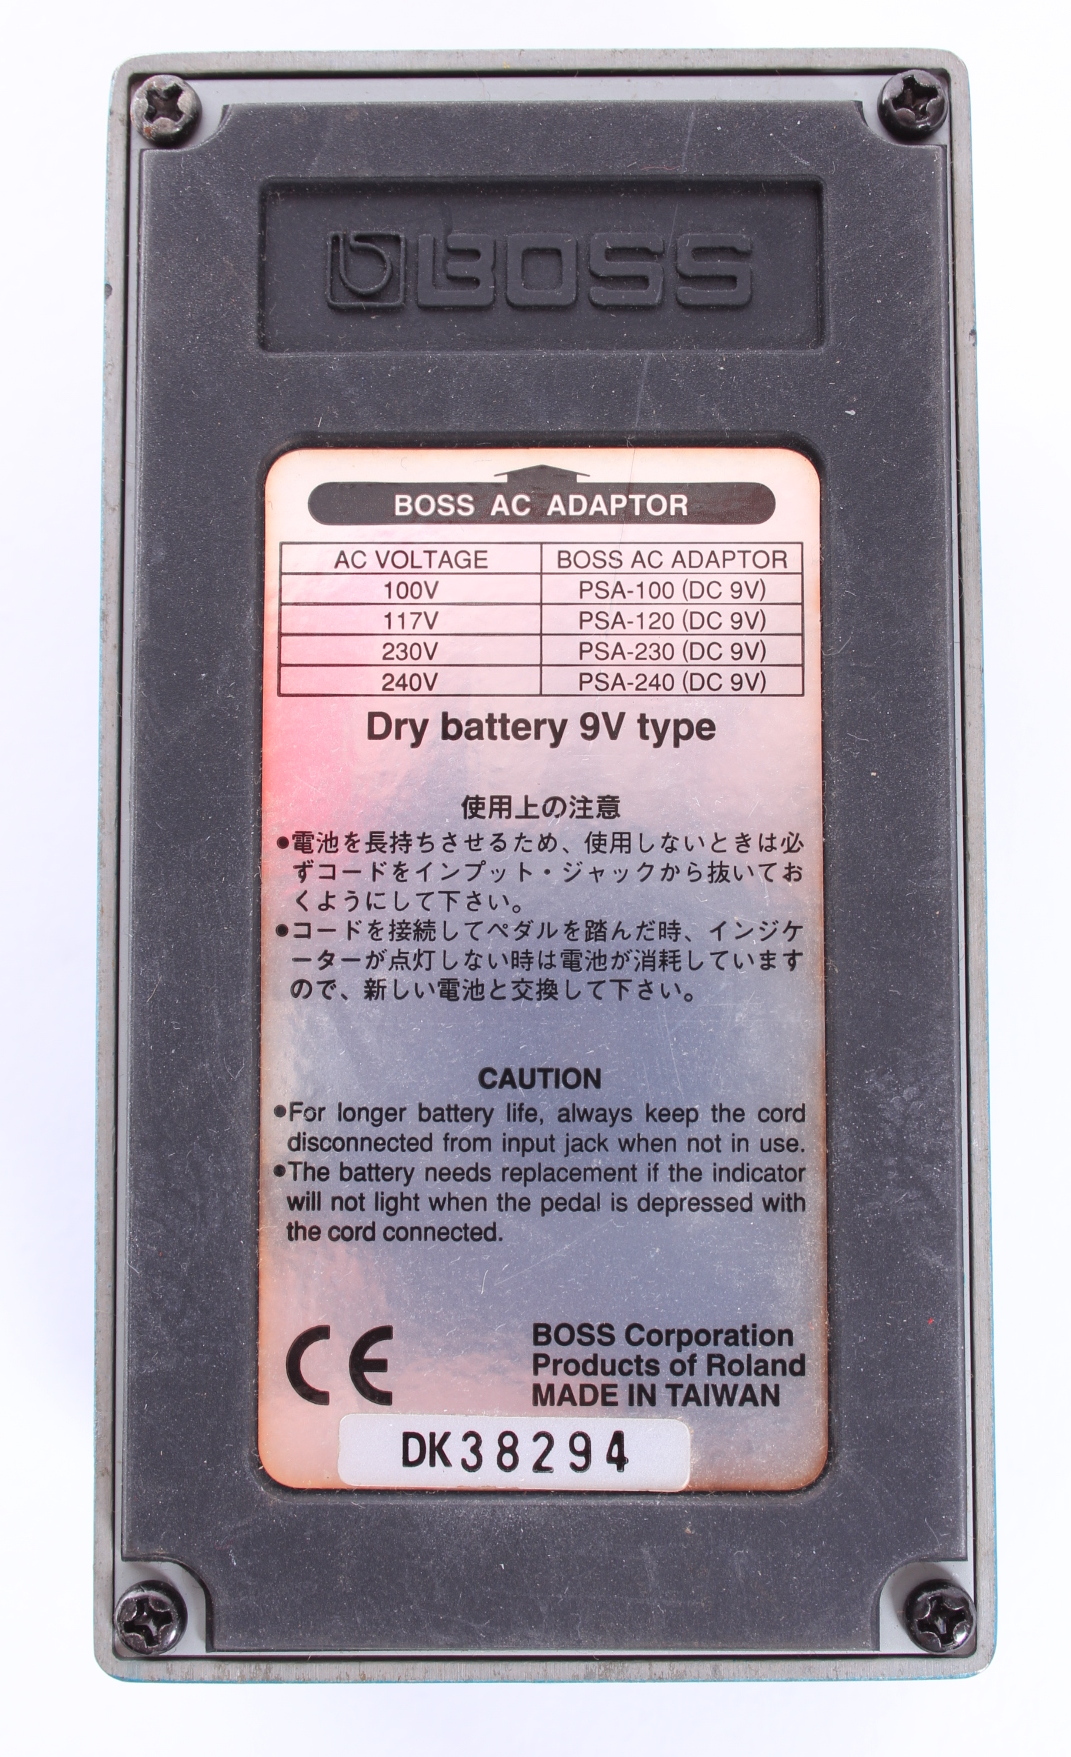 BOSS
BOSS AC ADAPTOR
AC VOLTAGE BOSS AC ADAPTOR
100V PSA-100 (DC 9V)
117V PSA-120 (DC 9V)
230V PSA-230 (DC 9V)
240V PSA-240 (DC 9V)
Dry battery 9V type
使用上の注意
●電池を長持ちさせるため、使用しないときは必
ずコードをインプット・ジャックから抜いてお
くようにして下さい。
●コードを接続してペダルを踏んだ時、インジケ
ーターが点灯しない時は電池が消耗しています
ので、新しい電池と交換して下さい。
CAUTION
●For longer battery life, always keep the cord
disconnected from input jack when not in use.
●The battery needs replacement if the indicator
will not light when the pedal is depressed with
the cord connected.
CE
BOSS Corporation
Products of Roland
MADE IN TAIWAN
DK38294